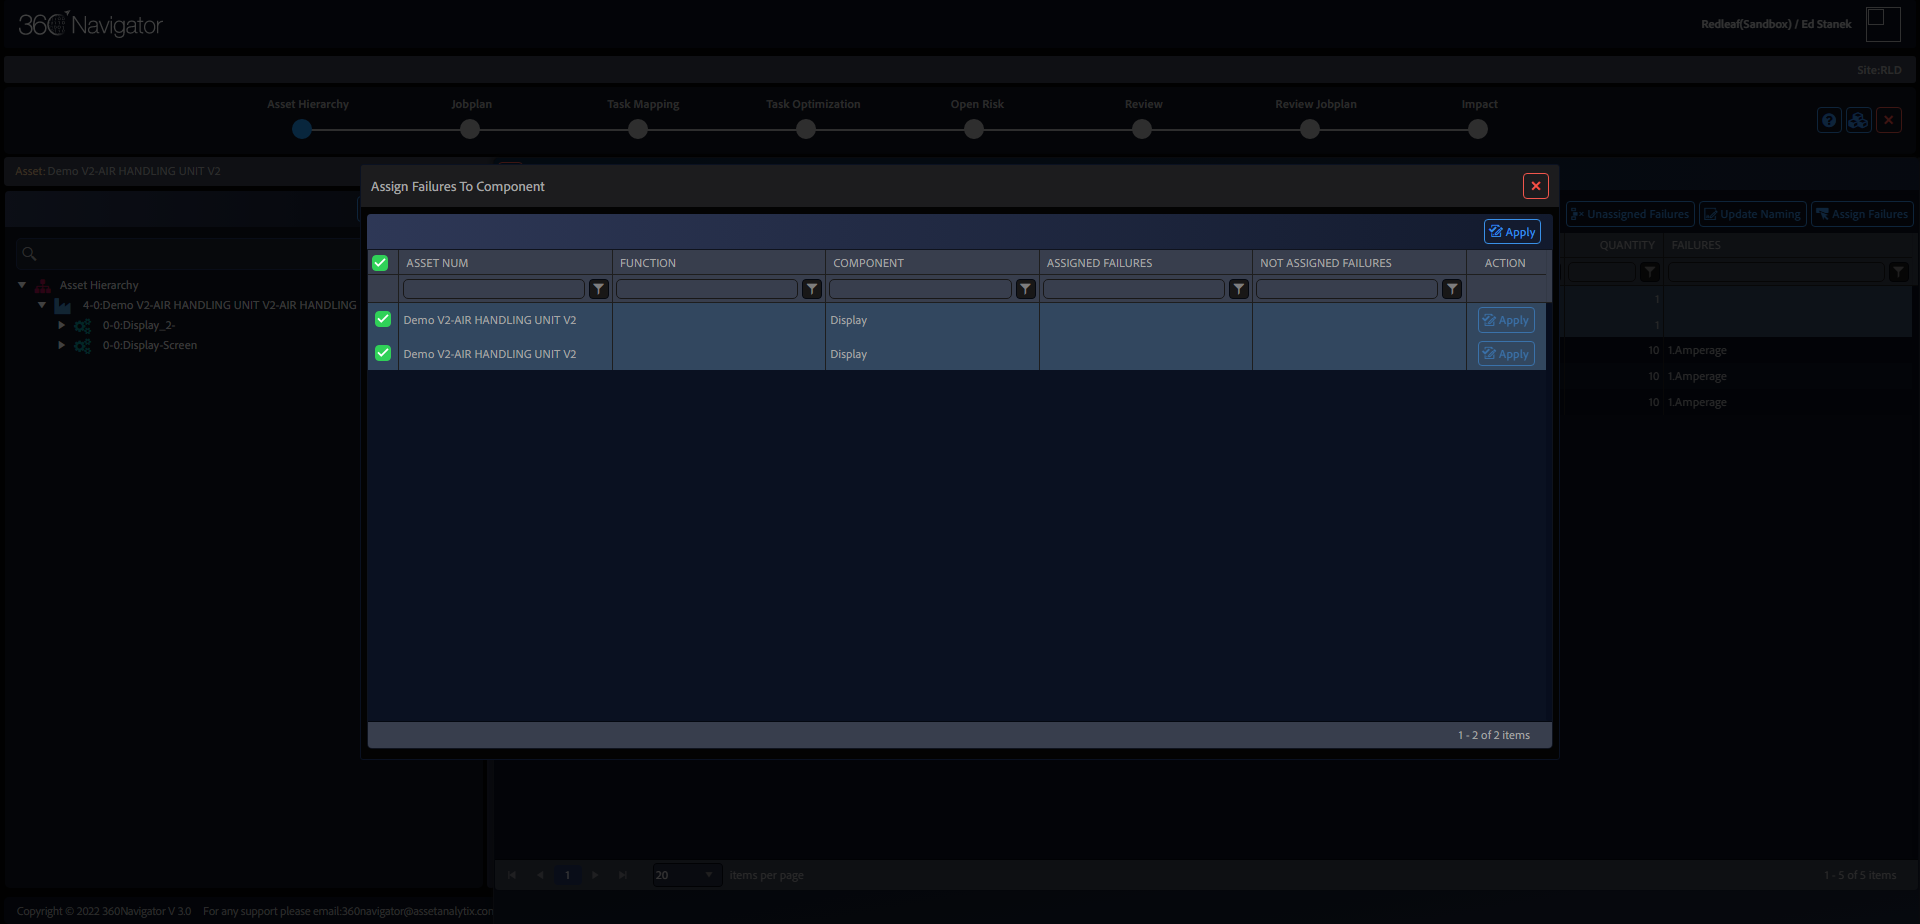 360 Navigator
Redleaf(Sandbox) / Ed Stanek
Site:RLD
Asset Hierarchy Jobplan Task Mapping Task Optimization Open Risk Review Review Jobplan Impact
Asset: Demo V2-AIR HANDLING UNIT V2
Assign Failures To Component
Unassigned Failures Update Naming Assign Failures
Apply
QUANTITY FAILURES
ASSET NUM FUNCTION COMPONENT ASSIGNED FAILURES NOT ASSIGNED FAILURES ACTION
Asset Hierarchy
4-0:Demo V2-AIR HANDLING UNIT V2-AIR HANDLING
1
Demo V2-AIR HANDLING UNIT V2 Display Apply
0-0:Display_2-
1
0-0:Display-Screen
Demo V2-AIR HANDLING UNIT V2 Display Apply
10 1.Amperage
10 1.Amperage
10 1.Amperage
1 - 2 of 2 items
1 20 items per page 1 - 5 of 5 items
Copyright © 2022 360Navigator V 3.0 For any support please email:360navigator@assetanalytix.com